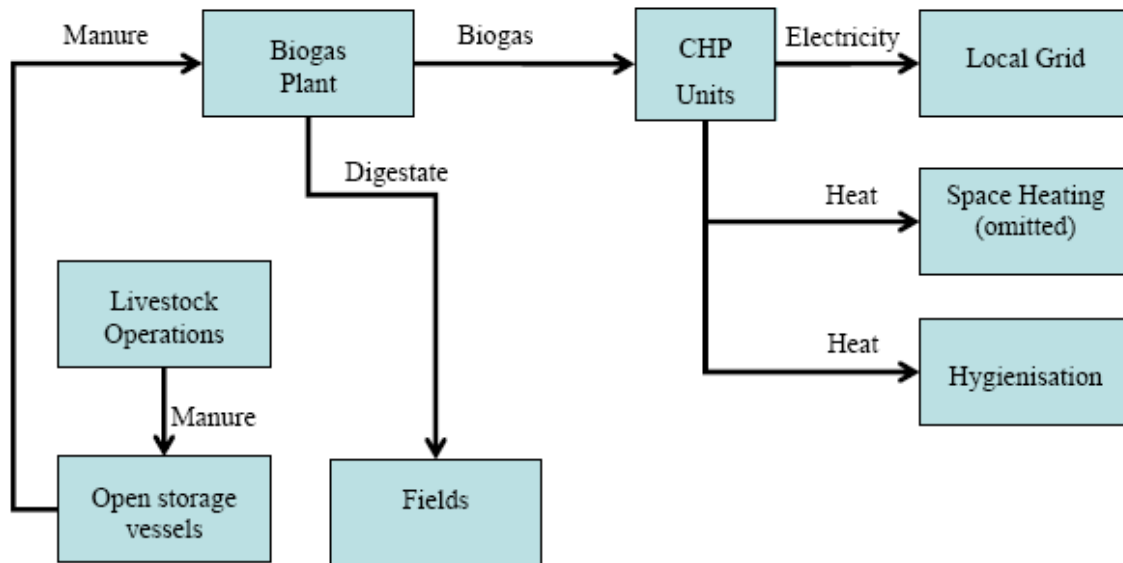 Manure
Biogas
Plant
Biogas
CHP
Units
Electricity
Local Grid
Digestate
Heat
Space Heating
(omitted)
Livestock
Operations
Heat
Hygienisation
Manure
Open storage
vessels
Fields